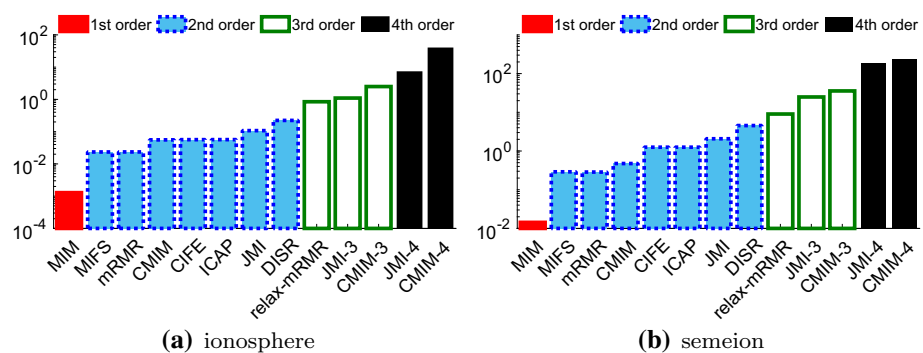 1st order 2nd order 3rd order 4th order
10^2
10^0
10^-2
10^-4
MIM MIFS mRMR CMIM CIFE ICAP JMI DISR relax-mRMR JMI-3 CMIM-3 JMI-4 CMIM-4
(a) ionosphere
1st order 2nd order 3rd order 4th order
10^2
10^0
10^-2
MIM MIFS mRMR CMIM CIFE ICAP JMI DISR relax-mRMR JMI-3 CMIM-3 JMI-4 CMIM-4
(b) semeion